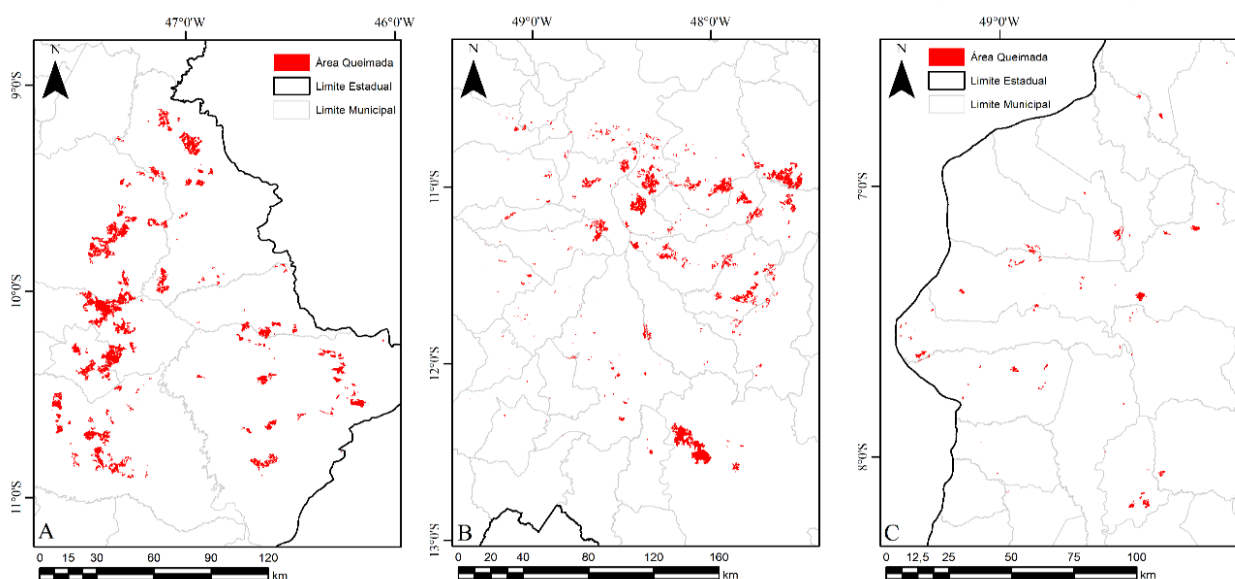 47°0'W 46°0'W
N
Área Queimada
Limite Estadual
Limite Municipal
9°0'S
10°0'S
11°0'S
A
0 15 30 60 90 120
km
49°0'W 48°0'W
N
11°0'S
12°0'S
13°0'S
B
0 20 40 80 120 160
km
49°0'W
N
Área Queimada
Limite Estadual
Limite Municipal
7°0'S
8°0'S
C
0 12,5 25 50 75 100
km